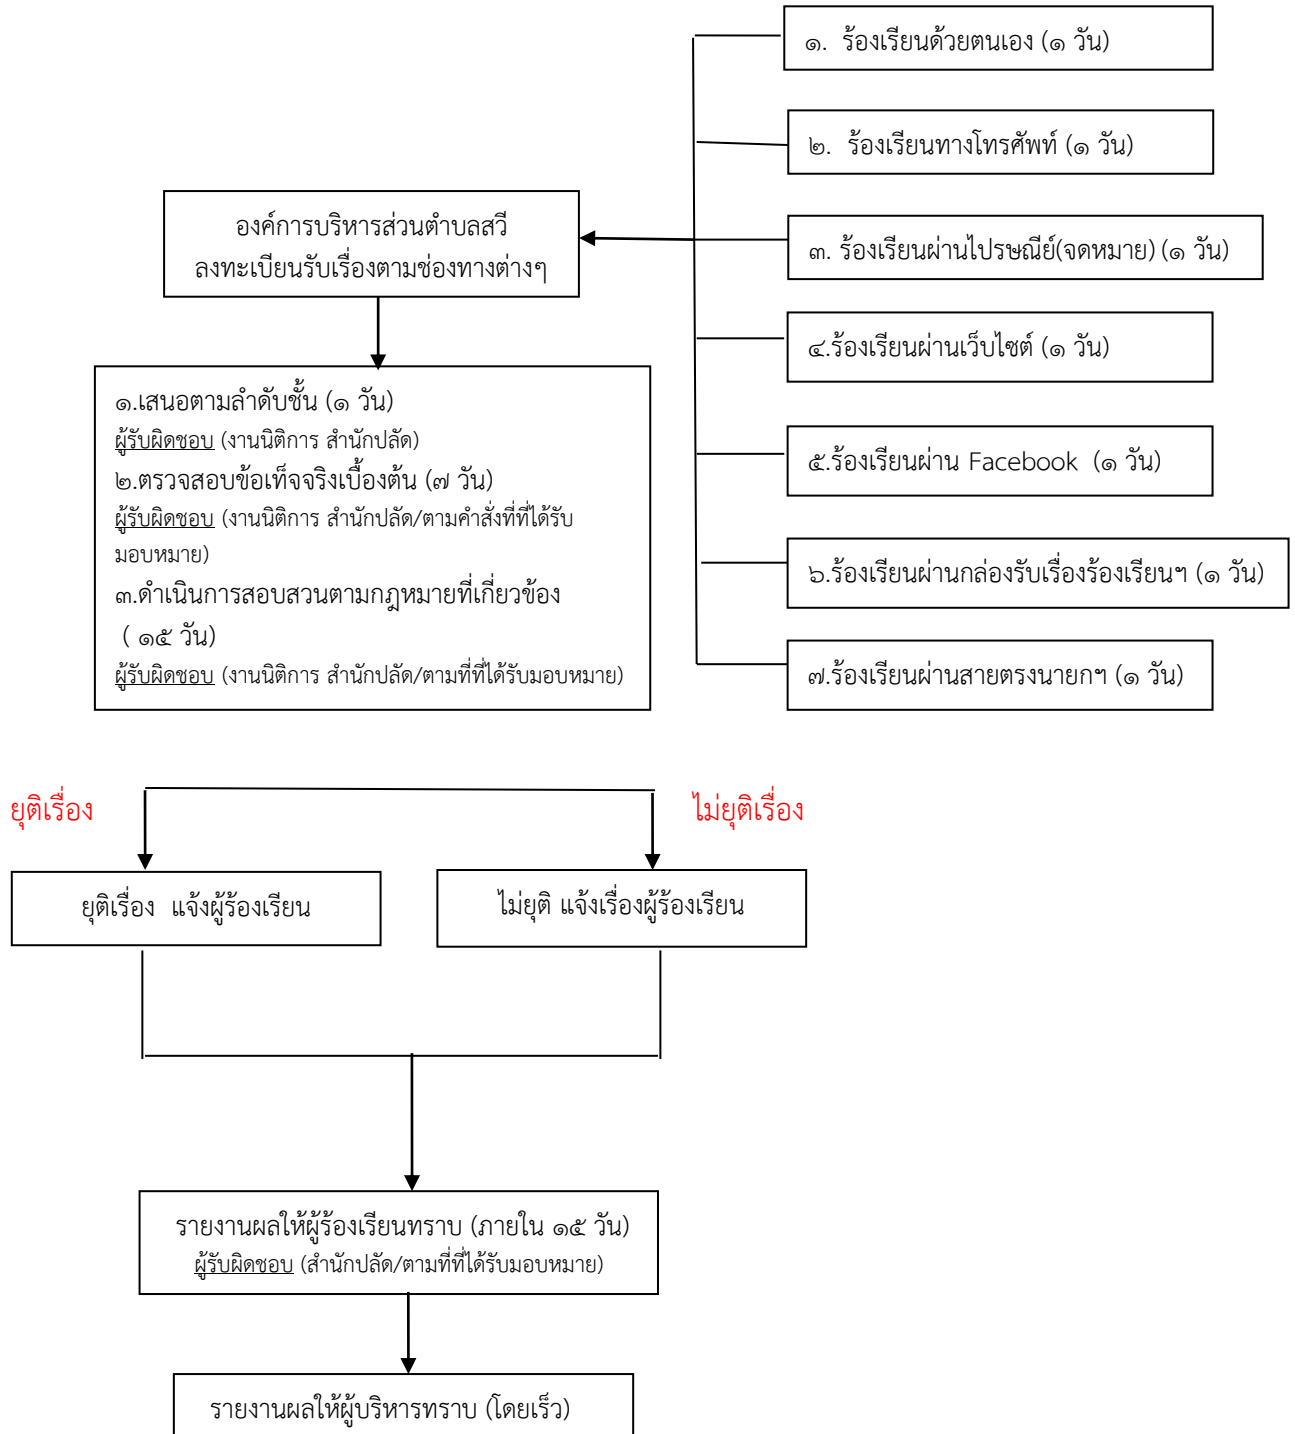 ๑. ร้องเรียนด้วยตนเอง (๑ วัน)
๒. ร้องเรียนทางโทรศัพท์ (๑ วัน)
องค์การบริหารส่วนตำบลสวี
ลงทะเบียนรับเรื่องตามช่องทางต่างๆ
๓. ร้องเรียนผ่านไปรษณีย์(จดหมาย) (๑ วัน)
๔.ร้องเรียนผ่านเว็บไซต์ (๑ วัน)
๕.ร้องเรียนผ่าน Facebook (๑ วัน)
๖.ร้องเรียนผ่านกล่องรับเรื่องร้องเรียนฯ (๑ วัน)
๗.ร้องเรียนผ่านสายตรงนายกฯ (๑ วัน)
๑.เสนอตามลำดับชั้น (๑ วัน)
ผู้รับผิดชอบ (งานนิติการ สำนักปลัด)
๒.ตรวจสอบข้อเท็จจริงเบื้องต้น (๗ วัน)
ผู้รับผิดชอบ (งานนิติการ สำนักปลัด/ตามคำสั่งที่ที่ได้รับ
มอบหมาย)
๓.ดำเนินการสอบสวนตามกฎหมายที่เกี่ยวข้อง
( ๑๕ วัน)
ผู้รับผิดชอบ (งานนิติการ สำนักปลัด/ตามที่ที่ได้รับมอบหมาย)
ยุติเรื่อง
ไม่ยุติเรื่อง
ยุติเรื่อง แจ้งผู้ร้องเรียน
ไม่ยุติ แจ้งเรื่องผู้ร้องเรียน
รายงานผลให้ผู้ร้องเรียนทราบ (ภายใน ๑๕ วัน)
ผู้รับผิดชอบ (สำนักปลัด/ตามที่ที่ได้รับมอบหมาย)
รายงานผลให้ผู้บริหารทราบ (โดยเร็ว)